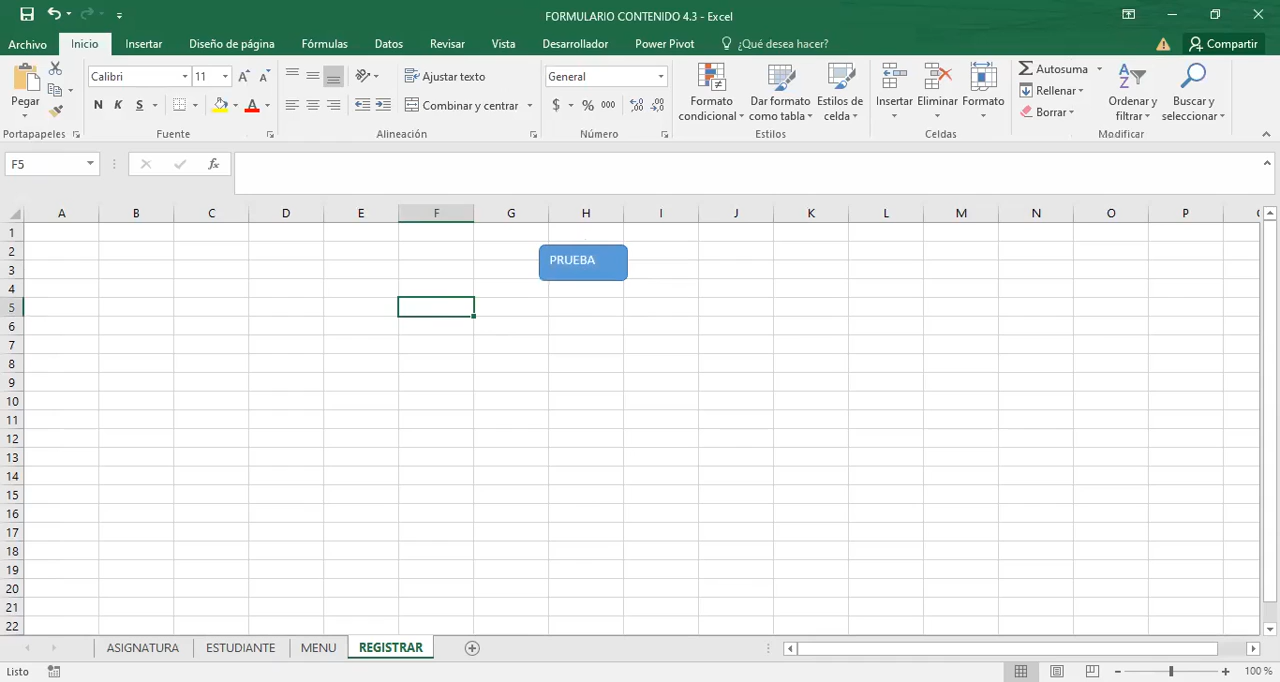 FORMULARIO CONTENIDO 4.3 - Excel
Archivo Inicio Insertar Diseño de página Fórmulas Datos Revisar Vista Desarrollador Power Pivot ¿Qué desea hacer? Compartir
Pegar
Portapapeles
Calibri 11
N K S
Fuente
Ajustar texto
Combinar y centrar
Alineación
General
$ % 000
Número
Formato condicional
Dar formato como tabla
Estilos de celda
Estilos
Insertar
Eliminar
Formato
Celdas
Autosuma
Rellenar
Borrar
Ordenar y filtrar
Buscar y seleccionar
Modificar
F5 fx
A B C D E F G H I J K L M N O P
1
2
3
4
5
6
7
8
9
10
11
12
13
14
15
16
17
18
19
20
21
22
PRUEBA
ASIGNATURA ESTUDIANTE MENU REGISTRAR
Listo 100 %